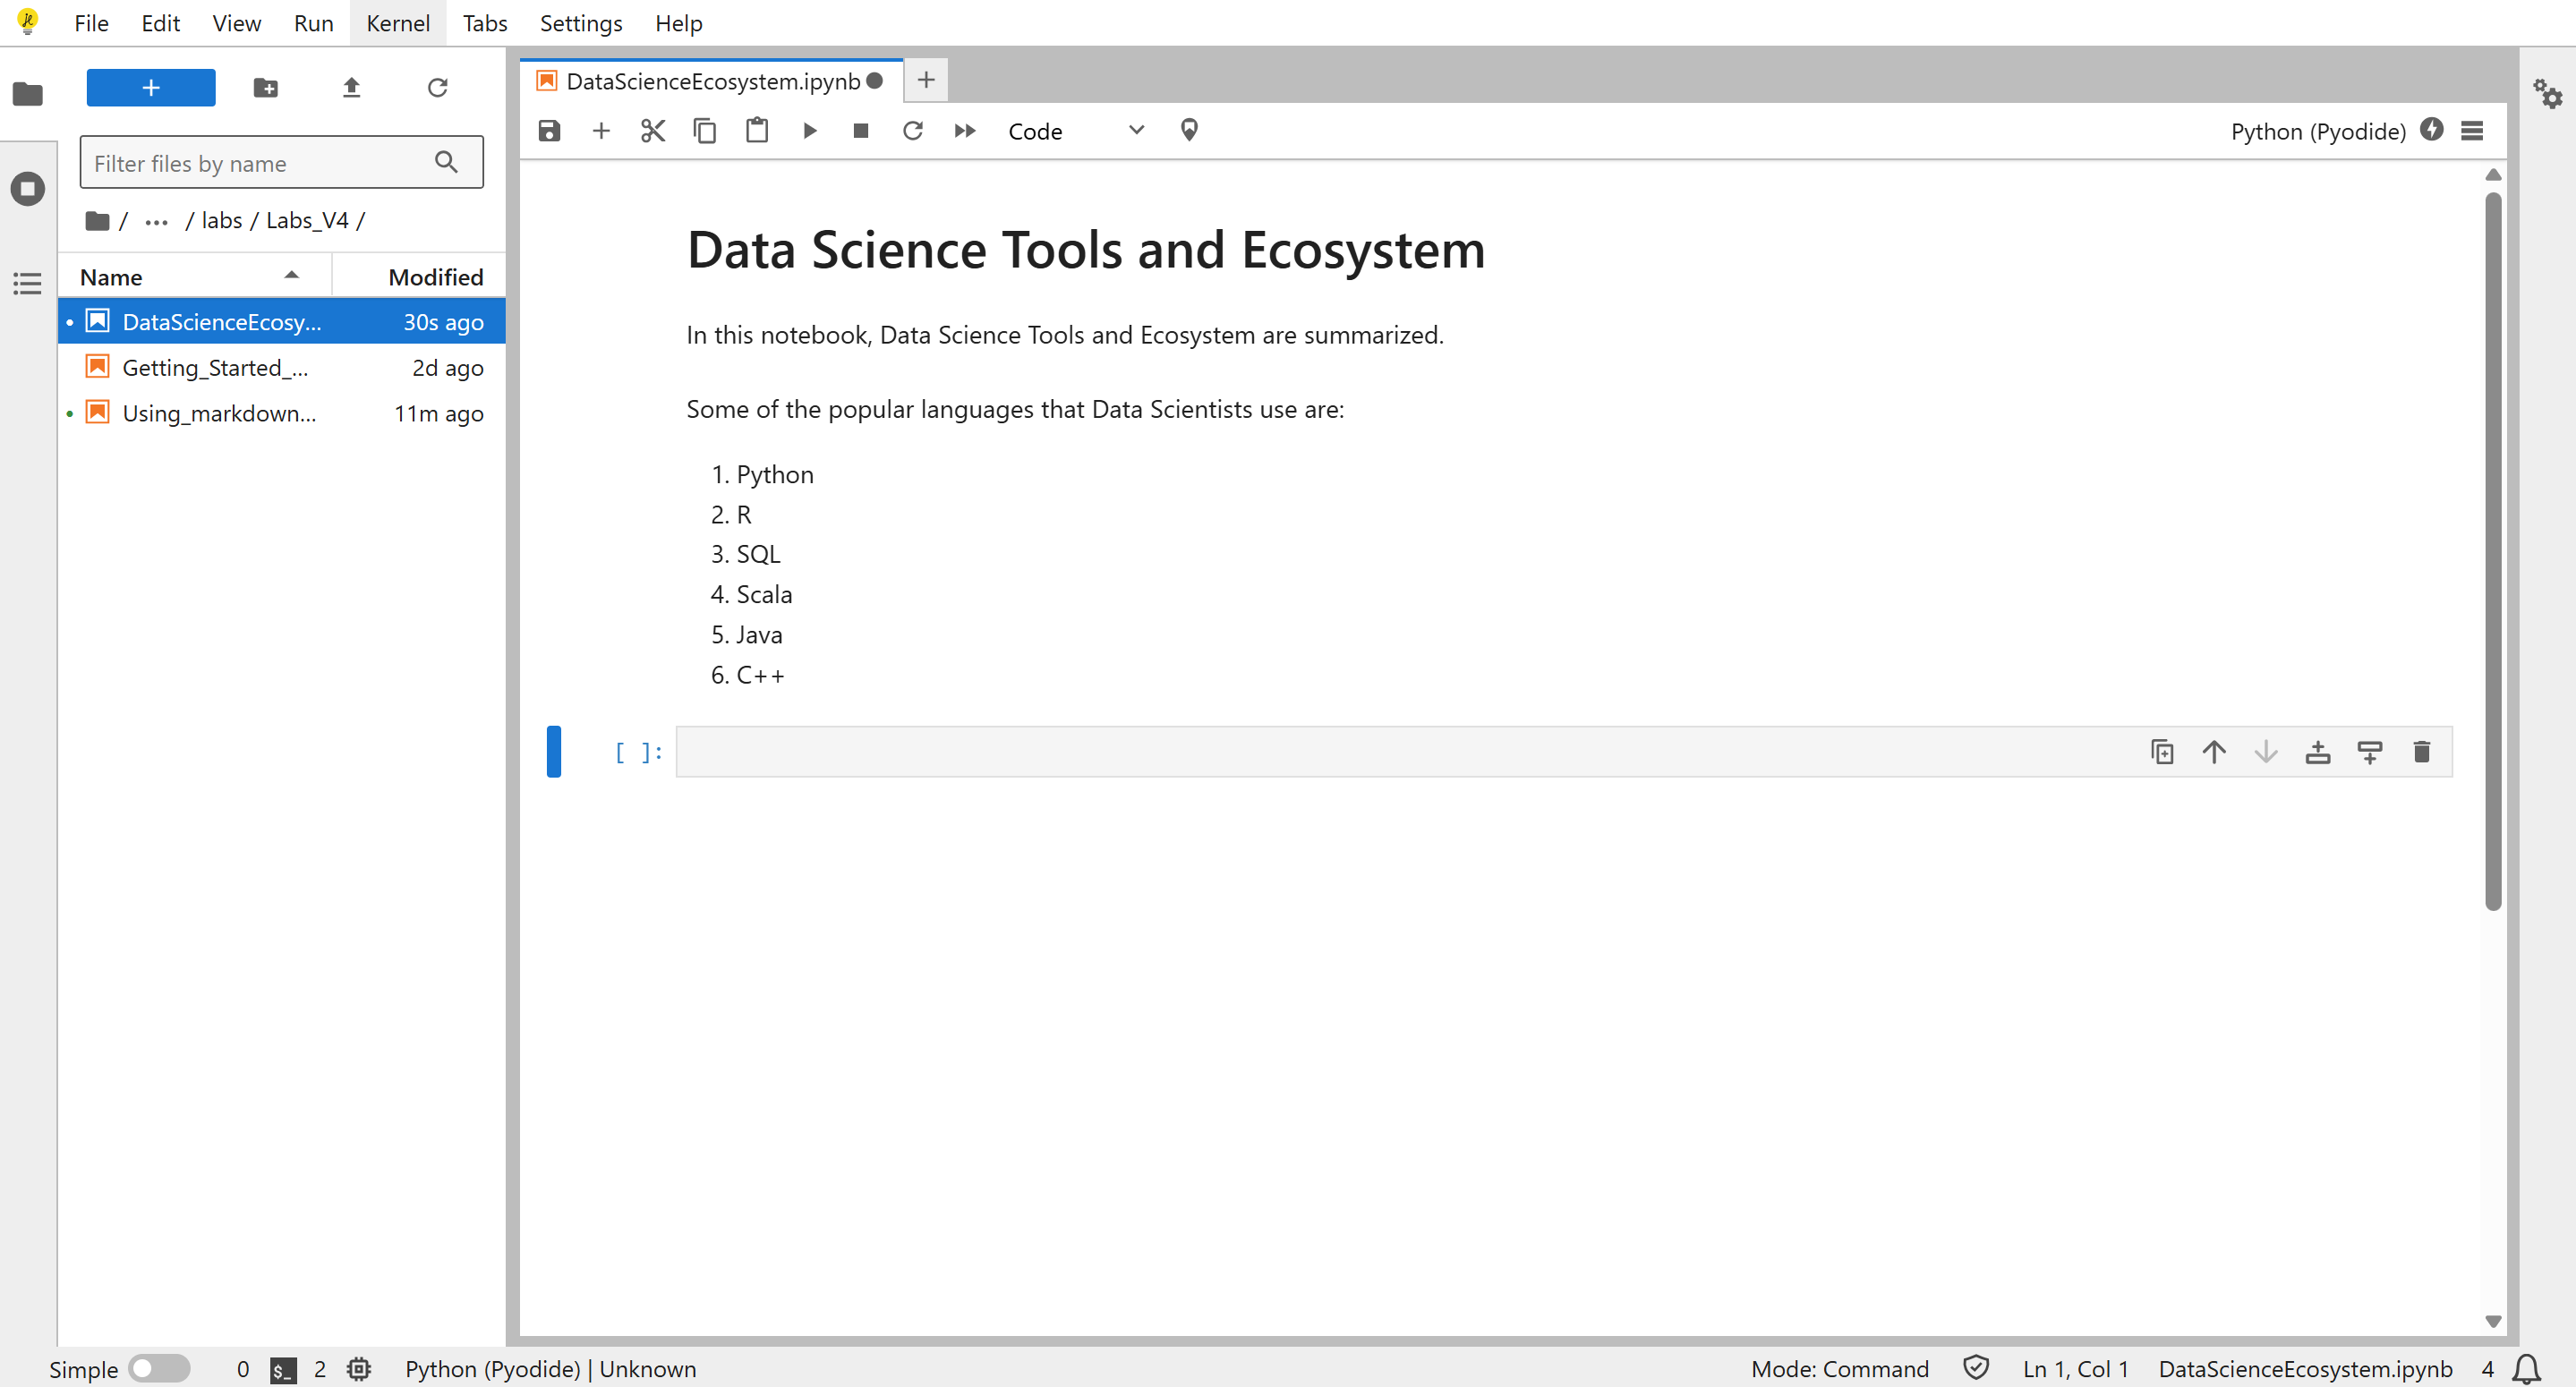 File Edit View Run Kernel Tabs Settings Help
DataScienceEcosystem.ipynb
Code
Python (Pyodide)
Filter files by name
/ ... / labs / Labs_V4 /
Name Modified
DataScienceEcosy... 30s ago
Getting_Started_... 2d ago
Using_markdown... 11m ago
Data Science Tools and Ecosystem
In this notebook, Data Science Tools and Ecosystem are summarized.
Some of the popular languages that Data Scientists use are:
1. Python
2. R
3. SQL
4. Scala
5. Java
6. C++
[ ]:
Simple 0 $_ 2 Python (Pyodide) | Unknown Mode: Command Ln 1, Col 1 DataScienceEcosystem.ipynb 4